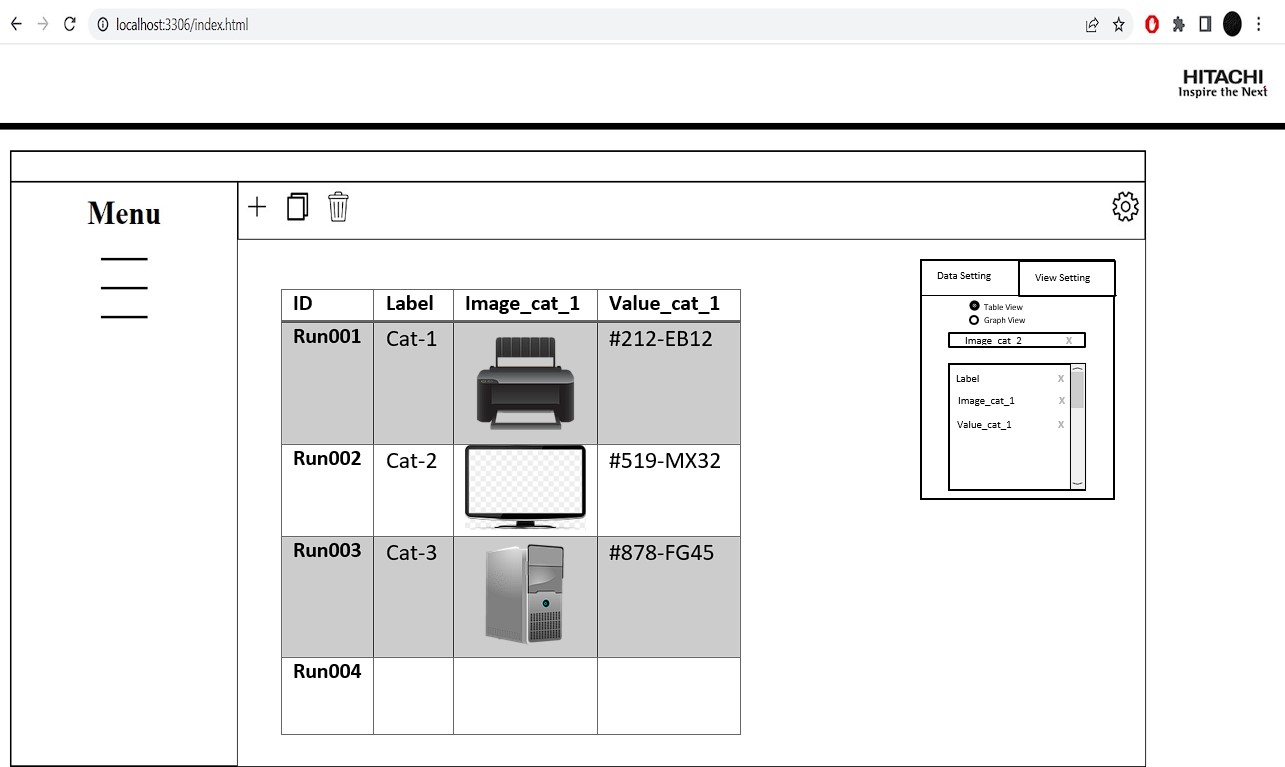 localhost:3306/index.html
HITACHI
Inspire the Next
Menu
Data Setting View Setting
Table View
Graph View
Image_cat_2 X
Label X
Image_cat_1 X
Value_cat_1 X
ID Label Image_cat_1 Value_cat_1
Run001 Cat-1 #212-EB12
Run002 Cat-2 #519-MX32
Run003 Cat-3 #878-FG45
Run004